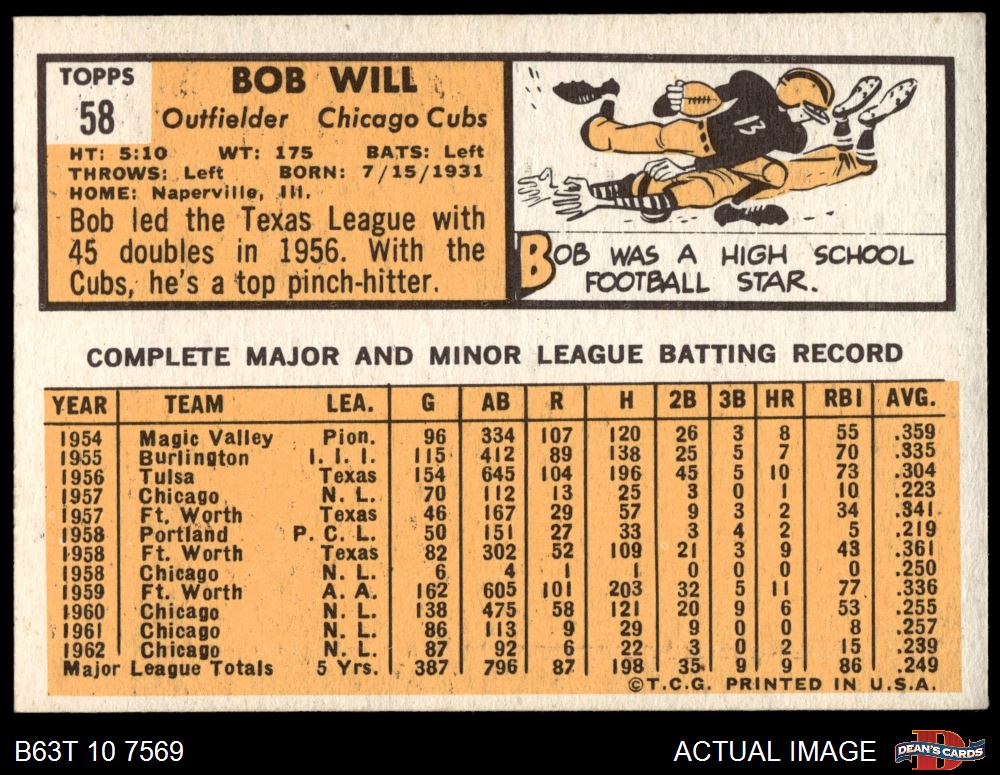 TOPPS
58
BOB WILL
Outfielder Chicago Cubs
HT: 5:10 WT: 175 BATS: Left
THROWS: Left BORN: 7/15/1931
HOME: Naperville, Ill.
Bob led the Texas League with
45 doubles in 1956. With the
Cubs, he's a top pinch-hitter.
13
BOB WAS A HIGH SCHOOL
FOOTBALL STAR.
COMPLETE MAJOR AND MINOR LEAGUE BATTING RECORD
YEAR TEAM LEA. G AB R H 2B 3B HR RBI AVG.
1954 Magic Valley Pion. 96 334 107 120 26 3 8 55 .359
1955 Burlington I. I. I. 115 412 89 138 25 5 7 70 .335
1956 Tulsa Texas 154 645 104 196 45 5 10 73 .304
1957 Chicago N. L. 70 112 13 25 3 0 1 10 .223
1957 Ft. Worth Texas 46 167 29 57 9 3 2 34 .341
1958 Portland P. C. L. 50 151 27 33 3 4 2 5 .219
1958 Ft. Worth Texas 82 302 52 109 21 3 9 43 .361
1958 Chicago N. L. 6 4 1 1 0 0 0 0 .250
1959 Ft. Worth A. A. 162 605 101 203 32 5 11 77 .336
1960 Chicago N. L. 138 475 58 121 20 9 6 53 .255
1961 Chicago N. L. 86 113 9 29 9 0 0 8 .257
1962 Chicago N. L. 87 92 6 22 3 0 2 15 .239
Major League Totals 5 Yrs. 387 796 87 198 35 9 9 86 .249
©T.C.G. PRINTED IN U.S.A.
B63T 10 7569
ACTUAL IMAGE
D
DEAN'S CARDS